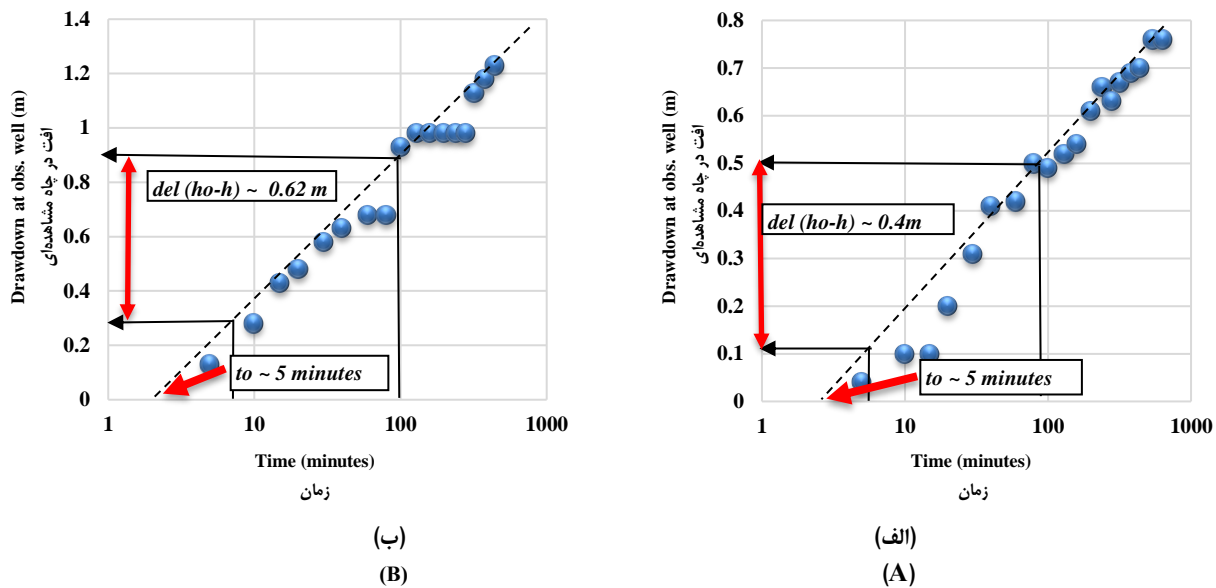 1.4
1.2
1
0.8
0.6
0.4
0.2
0
Drawdown at obs. well (m)
افت در چاه مشاهده‌ای
del (ho-h) ~ 0.62 m
to ~ 5 minutes
1 10 100 1000
Time (minutes)
زمان
(ب)
(B)
0.8
0.7
0.6
0.5
0.4
0.3
0.2
0.1
0
Drawdown at obs. well (m)
افت در چاه مشاهده‌ای
del (ho-h) ~ 0.4m
to ~ 5 minutes
1 10 100 1000
Time (minutes)
زمان
(الف)
(A)